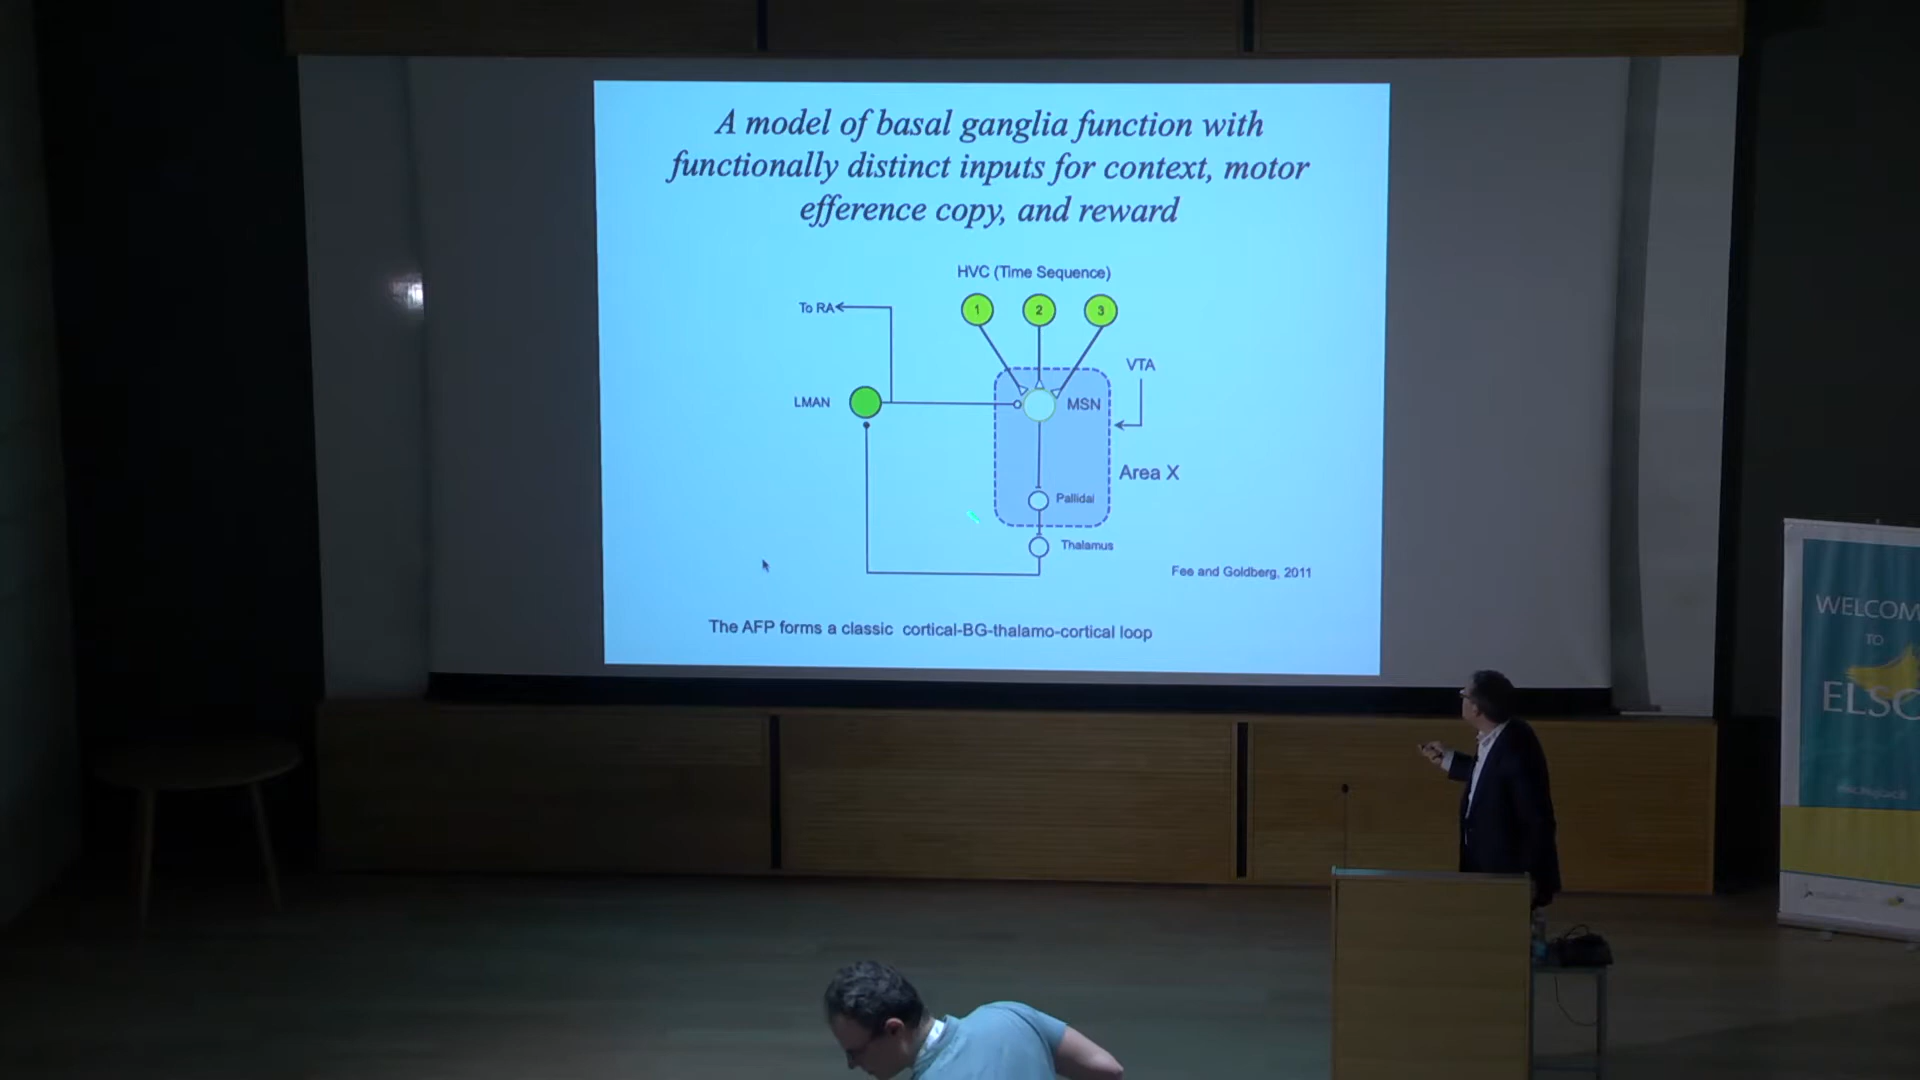 A model of basal ganglia function with
functionally distinct inputs for context, motor
efference copy, and reward
HVC (Time Sequence)
To RA
1
2
3
VTA
LMAN
MSN
Area X
Pallidal
Thalamus
Fee and Goldberg, 2011
The AFP forms a classic cortical-BG-thalamo-cortical loop
WELCOM
TO
ELSC